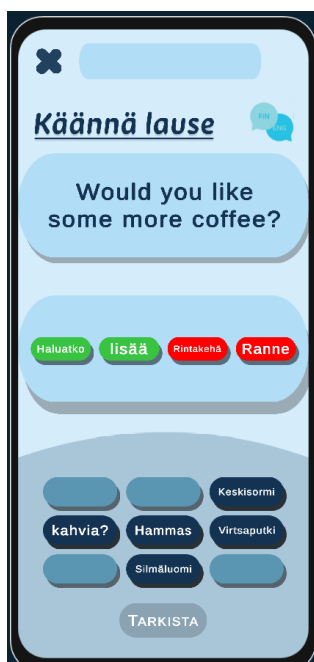 Käännä lause
FIN
ENG
Would you like
some more coffee?
Haluatko lisää Rintakehä Ranne
Keskisormi
kahvia? Hammas Virtsaputki
Silmäluomi
TARKISTA